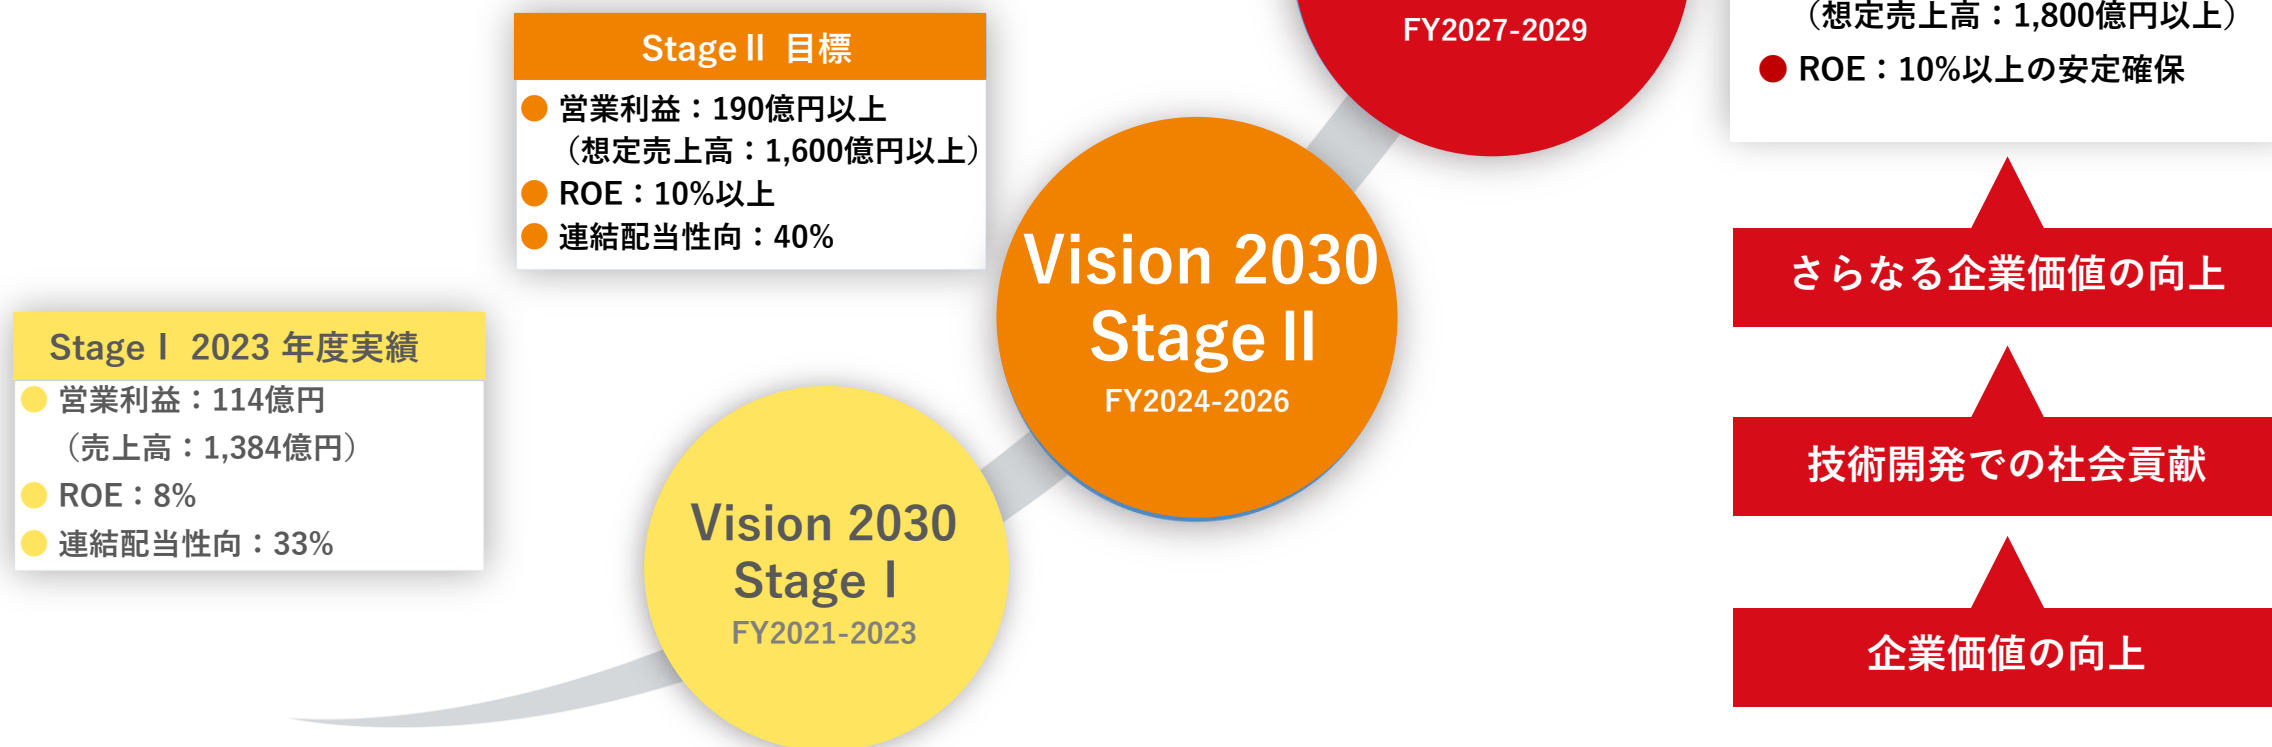 Stage Ⅱ 目標
営業利益：190億円以上
（想定売上高：1,600億円以上）
ROE：10%以上
連結配当性向：40%
FY2027-2029
（想定売上高：1,800億円以上）
ROE：10%以上の安定確保
Vision 2030
Stage Ⅱ
FY2024-2026
Stage Ⅰ 2023 年度実績
営業利益：114億円
（売上高：1,384億円）
ROE：8%
連結配当性向：33%
Vision 2030
Stage Ⅰ
FY2021-2023
さらなる企業価値の向上
技術開発での社会貢献
企業価値の向上